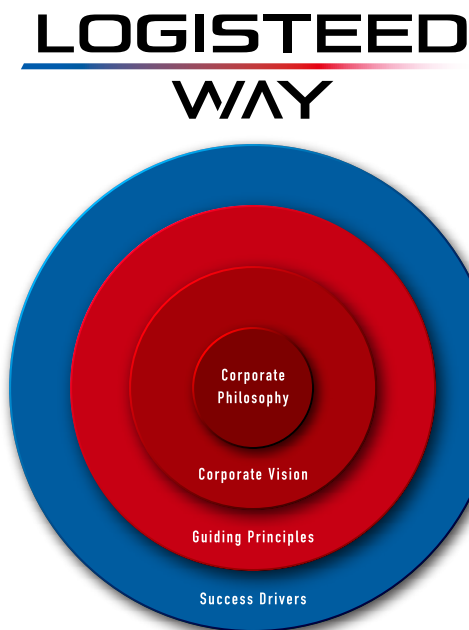 LOGISTEED
WAY
Corporate
Philosophy
Corporate Vision
Guiding Principles
Success Drivers